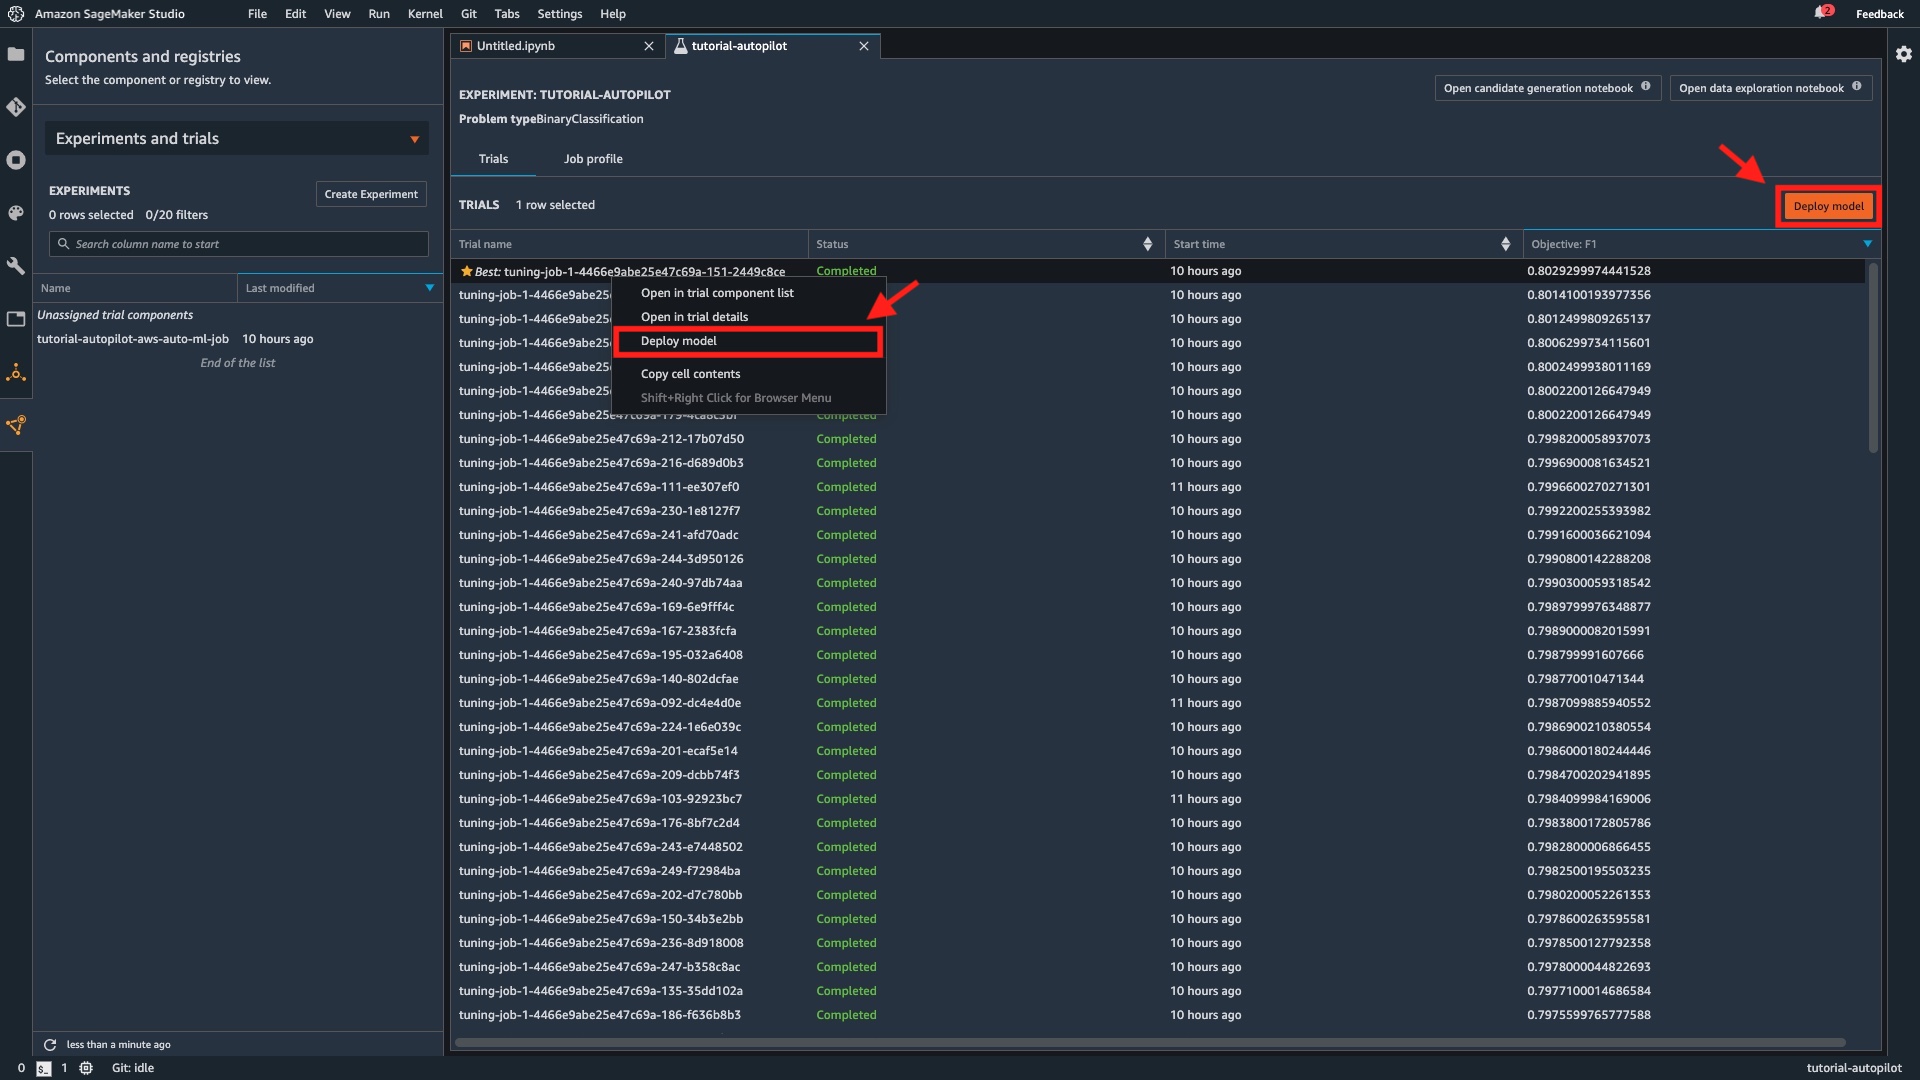 Amazon SageMaker Studio File Edit View Run Kernel Git Tabs Settings Help 2 Feedback
Components and registries
Select the component or registry to view.
Experiments and trials
EXPERIMENTS Create Experiment
0 rows selected 0/20 filters
Search column name to start
Name Last modified
Unassigned trial components
tutorial-autopilot-aws-auto-ml-job 10 hours ago
End of the list
less than a minute ago
Untitled.ipynb tutorial-autopilot
EXPERIMENT: TUTORIAL-AUTOPILOT
Open candidate generation notebook Open data exploration notebook
Problem typeBinaryClassification
Trials Job profile
TRIALS 1 row selected Deploy model
Trial name Status Start time Objective: F1
Best: tuning-job-1-4466e9abe25e47c69a-151-2449c8ce Completed 10 hours ago 0.8029299974441528
tuning-job-1-4466e9abe25 10 hours ago 0.8014100193977356
tuning-job-1-4466e9abe25 10 hours ago 0.8012499809265137
tuning-job-1-4466e9abe25 10 hours ago 0.8006299734115601
tuning-job-1-4466e9abe25 10 hours ago 0.8002499938011169
tuning-job-1-4466e9abe25 10 hours ago 0.8002200126647949
tuning-job-1-4466e9abe25 Completed 10 hours ago 0.8002200126647949
Open in trial component list
Open in trial details
Deploy model
Copy cell contents
Shift+Right Click for Browser Menu
tuning-job-1-4466e9abe25e47c69a-212-17b07d50 Completed 10 hours ago 0.7998200058937073
tuning-job-1-4466e9abe25e47c69a-216-d689d0b3 Completed 10 hours ago 0.7996900081634521
tuning-job-1-4466e9abe25e47c69a-111-ee307ef0 Completed 11 hours ago 0.7996600270271301
tuning-job-1-4466e9abe25e47c69a-230-1e8127f7 Completed 10 hours ago 0.7992200255393982
tuning-job-1-4466e9abe25e47c69a-241-afd70adc Completed 10 hours ago 0.7991600036621094
tuning-job-1-4466e9abe25e47c69a-244-3d950126 Completed 10 hours ago 0.7990800142288208
tuning-job-1-4466e9abe25e47c69a-240-97db74aa Completed 10 hours ago 0.7990300059318542
tuning-job-1-4466e9abe25e47c69a-169-6e9fff4c Completed 10 hours ago 0.7989799976348877
tuning-job-1-4466e9abe25e47c69a-167-2383fcfa Completed 10 hours ago 0.7989000082015991
tuning-job-1-4466e9abe25e47c69a-195-032a6408 Completed 10 hours ago 0.798799991607666
tuning-job-1-4466e9abe25e47c69a-140-802dcfae Completed 10 hours ago 0.798770010471344
tuning-job-1-4466e9abe25e47c69a-092-dc4e4d0e Completed 11 hours ago 0.7987099885940552
tuning-job-1-4466e9abe25e47c69a-224-1e6e039c Completed 10 hours ago 0.7986900210380554
tuning-job-1-4466e9abe25e47c69a-201-ecaf5e14 Completed 10 hours ago 0.7986000180244446
tuning-job-1-4466e9abe25e47c69a-209-dcbb74f3 Completed 10 hours ago 0.7984700202941895
tuning-job-1-4466e9abe25e47c69a-103-92923bc7 Completed 11 hours ago 0.7984099984169006
tuning-job-1-4466e9abe25e47c69a-176-8bf7c2d4 Completed 10 hours ago 0.7983800172805786
tuning-job-1-4466e9abe25e47c69a-243-e7448502 Completed 10 hours ago 0.7982800006866455
tuning-job-1-4466e9abe25e47c69a-249-f72984ba Completed 10 hours ago 0.7982500195503235
tuning-job-1-4466e9abe25e47c69a-202-d7c780bb Completed 10 hours ago 0.7980200052261353
tuning-job-1-4466e9abe25e47c69a-150-34b3e2bb Completed 10 hours ago 0.7978600263595581
tuning-job-1-4466e9abe25e47c69a-236-8d918008 Completed 10 hours ago 0.7978500127792358
tuning-job-1-4466e9abe25e47c69a-247-b358c8ac Completed 10 hours ago 0.7978000044822693
tuning-job-1-4466e9abe25e47c69a-135-35dd102a Completed 10 hours ago 0.7977100014686584
tuning-job-1-4466e9abe25e47c69a-186-f636b8b3 Completed 10 hours ago 0.7975599765777588
0 $_ 1 Git: idle tutorial-autopilot